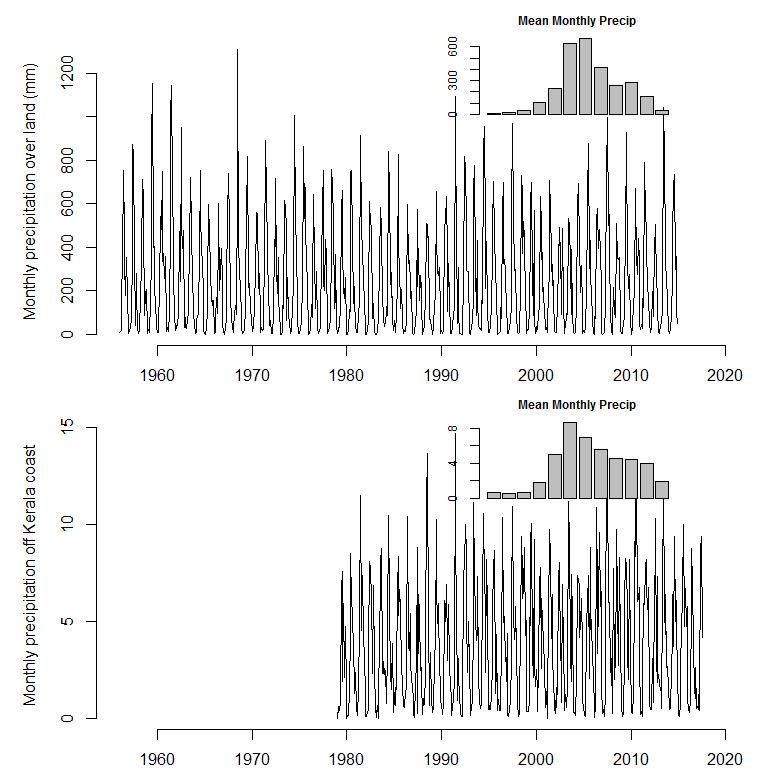 Mean Monthly Precip
0 300 600
Monthly precipitation over land (mm)
0 200 400 600 800 1200
1960 1970 1980 1990 2000 2010 2020
Mean Monthly Precip
0 4 8
Monthly precipitation off Kerala coast
0 5 10 15
1960 1970 1980 1990 2000 2010 2020